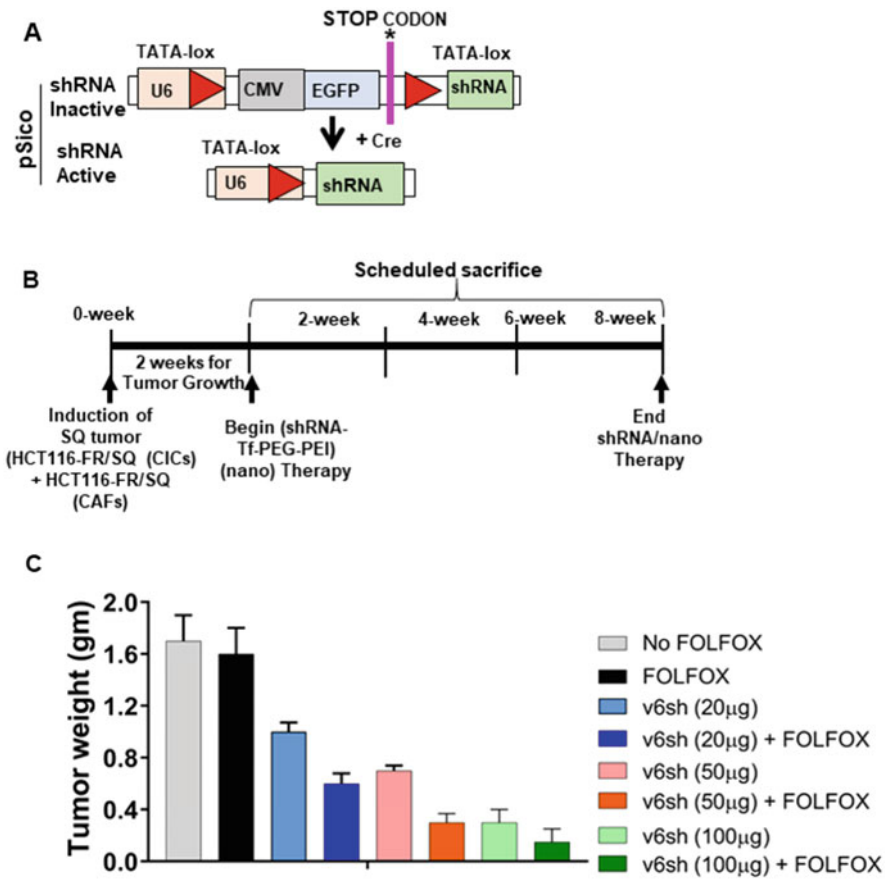 A
STOP CODON
*
TATA-lox
TATA-lox
pSico
shRNA
Inactive
U6
CMV
EGFP
shRNA
+ Cre
TATA-lox
shRNA
Active
U6
shRNA
B
Scheduled sacrifice
0-week
2-week
4-week
6-week
8-week
2 weeks for
Tumor Growth
Induction of
SQ tumor
(HCT116-FR/SQ (CICs)
+ HCT116-FR/SQ
(CAFs)
Begin (shRNA-
Tf-PEG-PEI)
(nano) Therapy
End
shRNA/nano
Therapy
C
Tumor weight (gm)
2.0
1.6
1.2
0.8
0.4
0.0
No FOLFOX
FOLFOX
v6sh (20μg)
v6sh (20μg) + FOLFOX
v6sh (50μg)
v6sh (50μg) + FOLFOX
v6sh (100μg)
v6sh (100μg) + FOLFOX